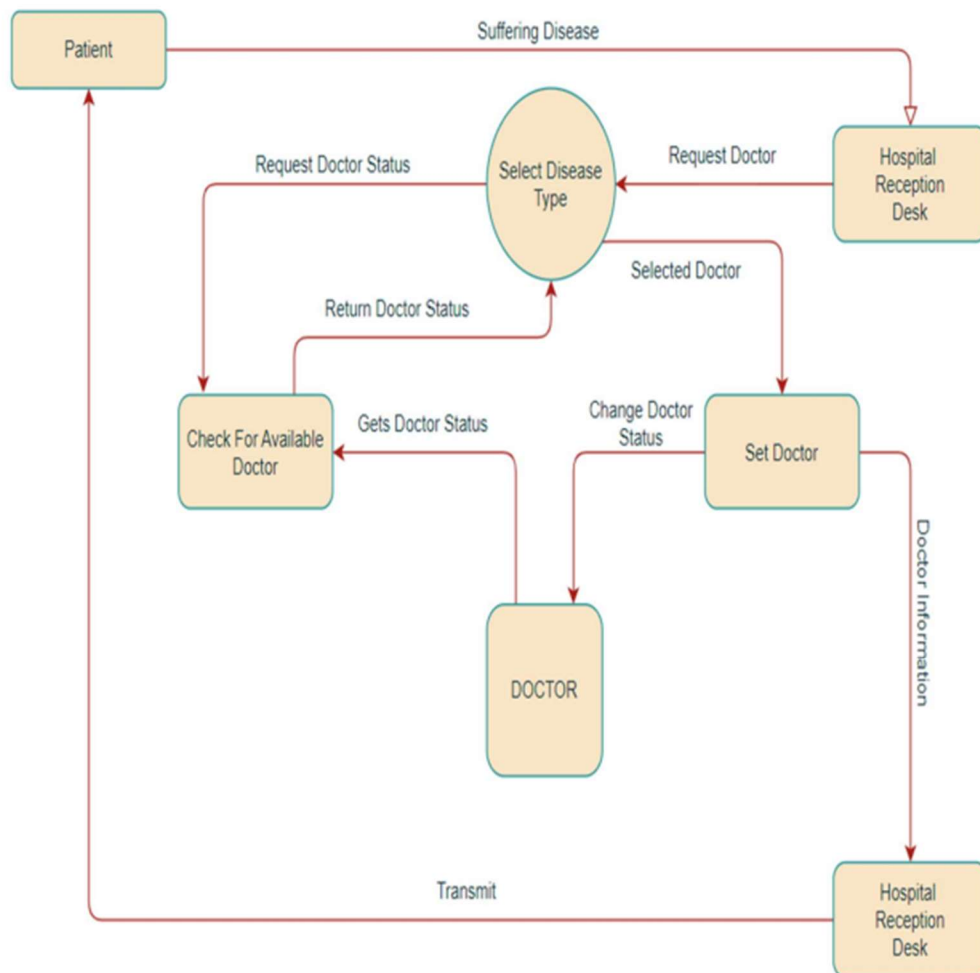 Suffering Disease
Patient
Hospital
Reception
Desk
Request Doctor
Select Disease
Type
Request Doctor Status
Selected Doctor
Return Doctor Status
Change Doctor
Status
Gets Doctor Status
Check For Available
Doctor
Set Doctor
Doctor Information
DOCTOR
Transmit
Hospital
Reception
Desk